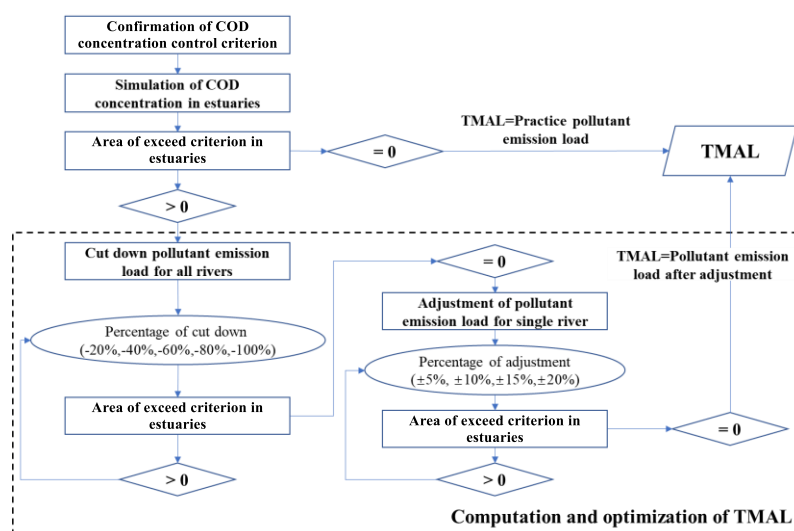 Confirmation of COD
concentration control criterion
Simulation of COD
concentration in estuaries
Area of exceed criterion in
estuaries
= 0
TMAL=Practice pollutant
emission load
TMAL
> 0
Cut down pollutant emission
load for all rivers
Percentage of cut down
(-20%,-40%,-60%,-80%,-100%)
Area of exceed criterion in
estuaries
> 0
= 0
Adjustment of pollutant
emission load for single river
Percentage of adjustment
(±5%, ±10%,±15%,±20%)
Area of exceed criterion in
estuaries
> 0
= 0
TMAL=Pollutant emission
load after adjustment
Computation and optimization of TMAL